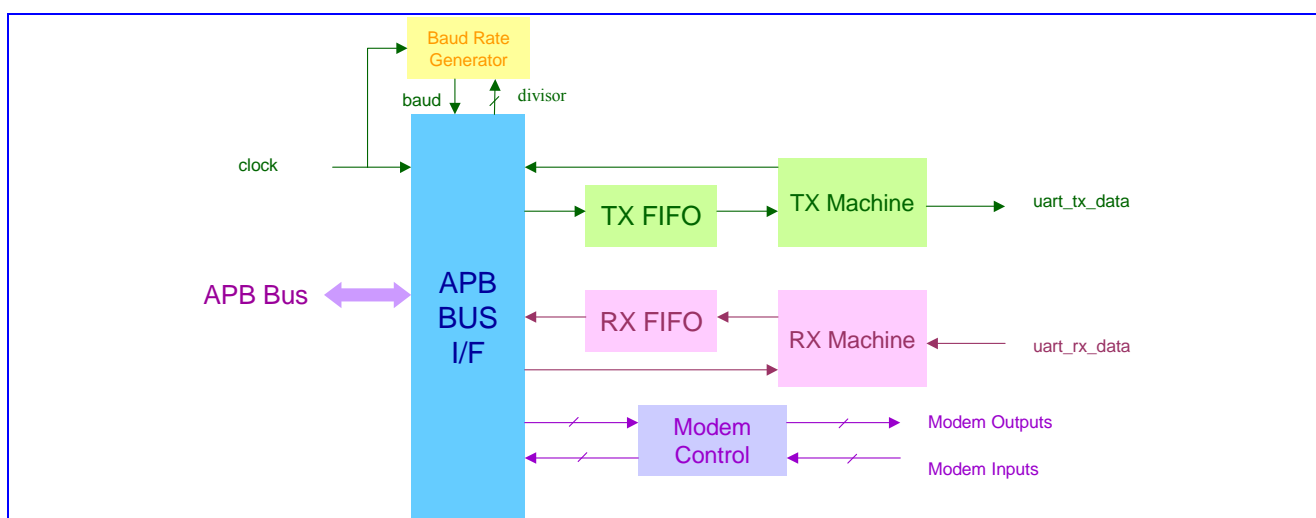 Baud Rate
Generator
baud
divisor
clock
TX Machine
uart_tx_data
TX FIFO
APB Bus
APB
BUS
I/F
RX FIFO
RX Machine
uart_rx_data
Modem
Control
Modem Outputs
Modem Inputs